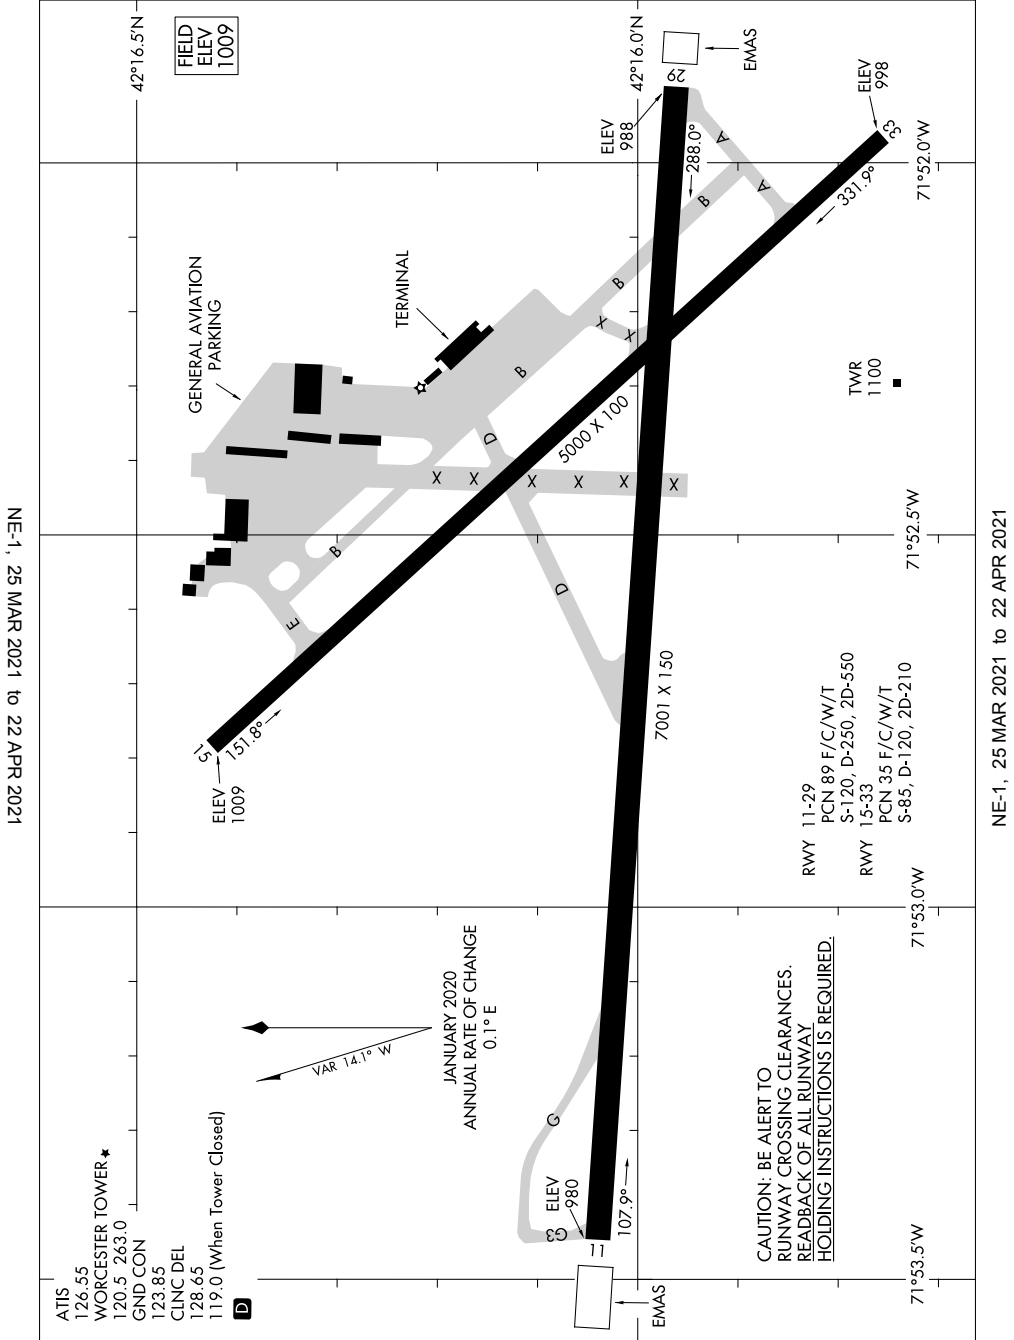 ATIS
126.55
WORCESTER TOWER
120.5 263.0
GND CON
123.85
CLNC DEL
128.65
119.0 (When Tower Closed)
D
FIELD
ELEV
1009
42°16.5'N
42°16.0'N
EMAS
29
ELEV
988
288.0°
ELEV
998
33
331.9°
71°52.0'W
A
A
B
B
B
B
X
X
GENERAL AVIATION
PARKING
TERMINAL
TWR
1100
5000 X 100
D
D
X
X
X
X
X
X
E
71°52.5'W
15
151.8°
ELEV
1009
7001 X 150
RWY 11-29
PCN 89 F/C/W/T
S-120, D-250, 2D-550
RWY 15-33
PCN 35 F/C/W/T
S-85, D-120, 2D-210
71°53.0'W
VAR 14.1° W
JANUARY 2020
ANNUAL RATE OF CHANGE
0.1° E
G
G3
ELEV
980
11
107.9°
EMAS
CAUTION: BE ALERT TO
RUNWAY CROSSING CLEARANCES.
READBACK OF ALL RUNWAY
HOLDING INSTRUCTIONS IS REQUIRED.
71°53.5'W
NE-1, 25 MAR 2021 to 22 APR 2021
NE-1, 25 MAR 2021 to 22 APR 2021